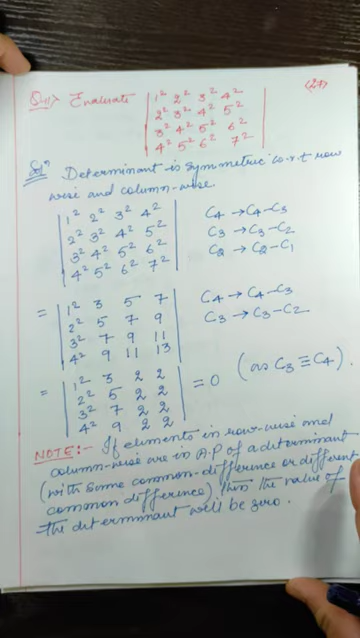 (27)
Q.11> Evaluate | 1² 2² 3² 4² |
| 2² 3² 4² 5² |
| 3² 4² 5² 6² |
| 4² 5² 6² 7² |
Solⁿ Determinant is symmetric w.r.t row
wise and column-wise.
| 1² 2² 3² 4² | C₄ → C₄-C₃
| 2² 3² 4² 5² | C₃ → C₃-C₂
| 3² 4² 5² 6² | C₂ → C₂-C₁
| 4² 5² 6² 7² |
= | 1² 3 5 7 | C₄ → C₄-C₃
| 2² 5 7 9 | C₃ → C₃-C₂
| 3² 7 9 11 |
| 4² 9 11 13 |
= | 1² 3 2 2 | = 0 (as C₃ ≡ C₄).
| 2² 5 2 2 |
| 3² 7 2 2 |
| 4² 9 2 2 |
NOTE:- If elements in row-wise and
column-wise are in A.P of a determinant
(with same common-difference or different
common difference) then the value of
the determinant will be zero.